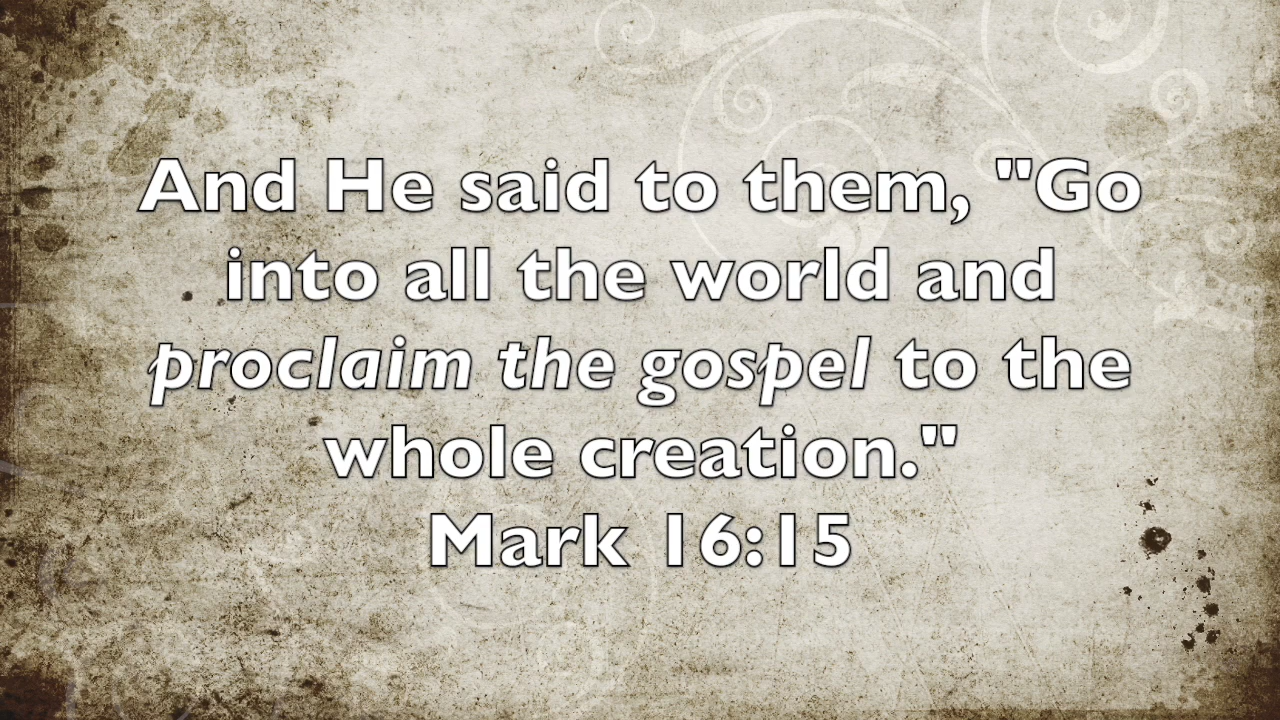 And He said to them, "Go
into all the world and
proclaim the gospel to the
whole creation."
Mark 16:15